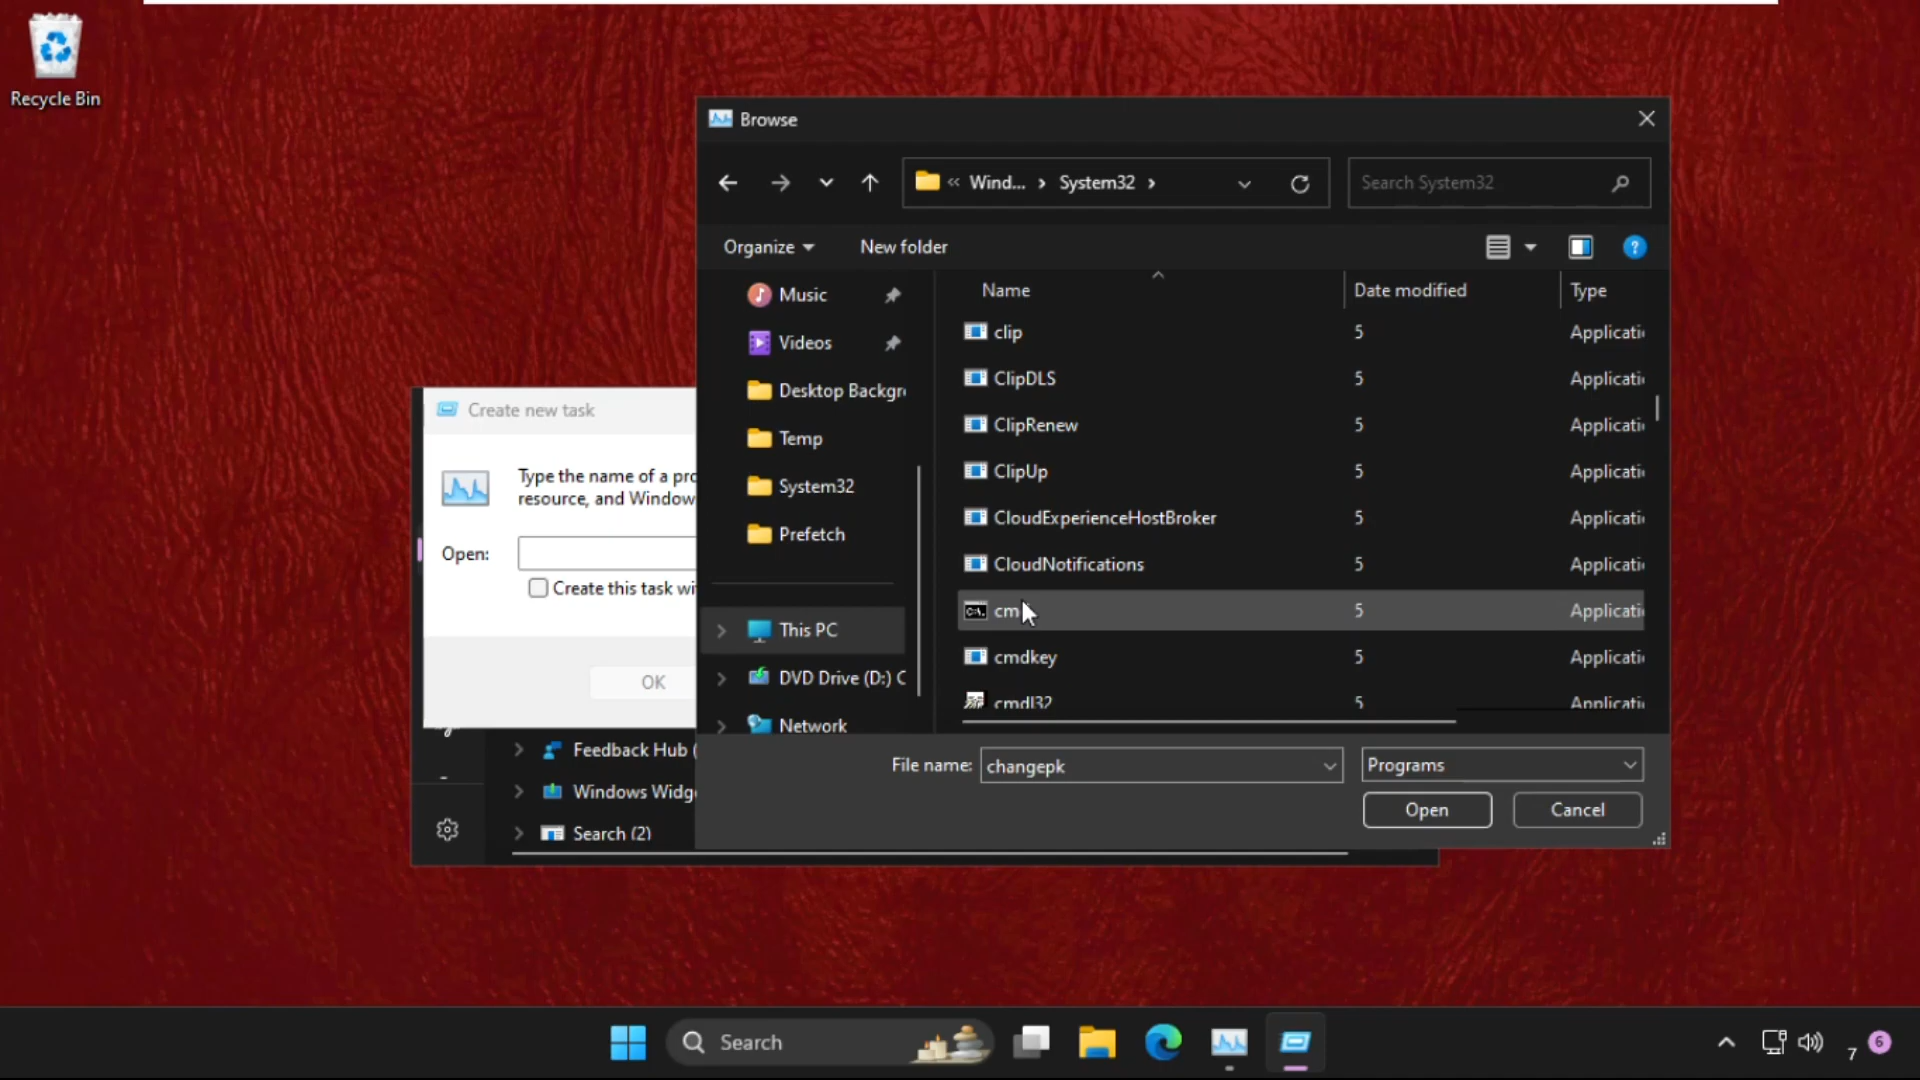 Recycle Bin
Browse
« Wind... › System32 ›
Search System32
Organize
New folder
Music
Videos
Desktop Backgr
Temp
System32
Prefetch
This PC
DVD Drive (D:) C
Network
Name
Date modified
Type
clip 5 Applicati
ClipDLS 5 Applicati
ClipRenew 5 Applicati
ClipUp 5 Applicati
CloudExperienceHostBroker 5 Applicati
CloudNotifications 5 Applicati
cm 5 Applicati
cmdkey 5 Applicati
cmdl32 5 Applicati
File name: changepk
Programs
Open
Cancel
Create new task
Type the name of a pro
resource, and Window
Open:
Create this task wi
OK
Feedback Hub (
Windows Widge
Search (2)
Search
7
6